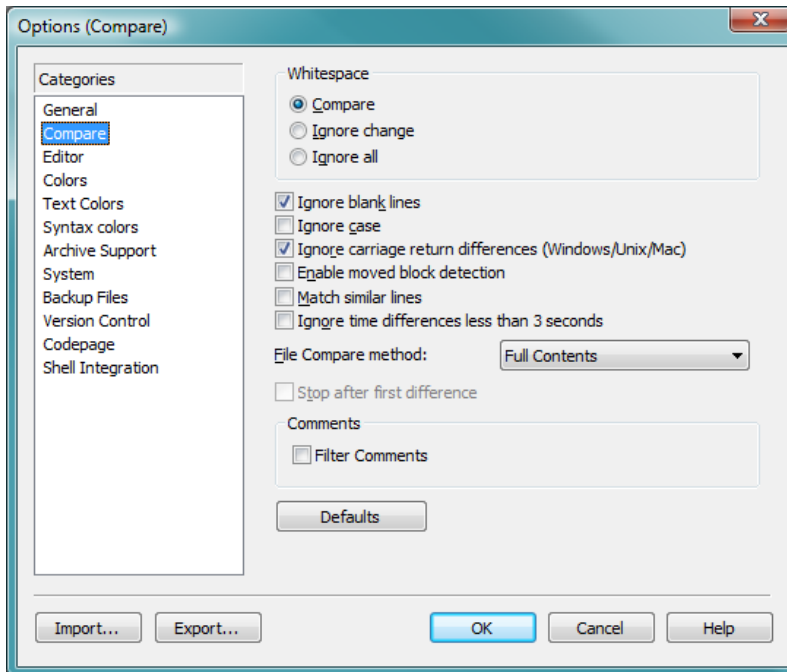 Options (Compare)
Categories
General
Compare
Editor
Colors
Text Colors
Syntax colors
Archive Support
System
Backup Files
Version Control
Codepage
Shell Integration
Whitespace
Compare
Ignore change
Ignore all
Ignore blank lines
Ignore case
Ignore carriage return differences (Windows/Unix/Mac)
Enable moved block detection
Match similar lines
Ignore time differences less than 3 seconds
File Compare method: Full Contents
Stop after first difference
Comments
Filter Comments
Defaults
Import... Export... OK Cancel Help